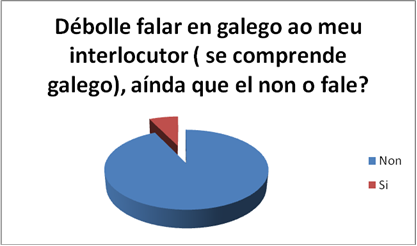 Débolle falar en galego ao meu
interlocutor ( se comprende
galego), aínda que el non o fale?
Non
Si